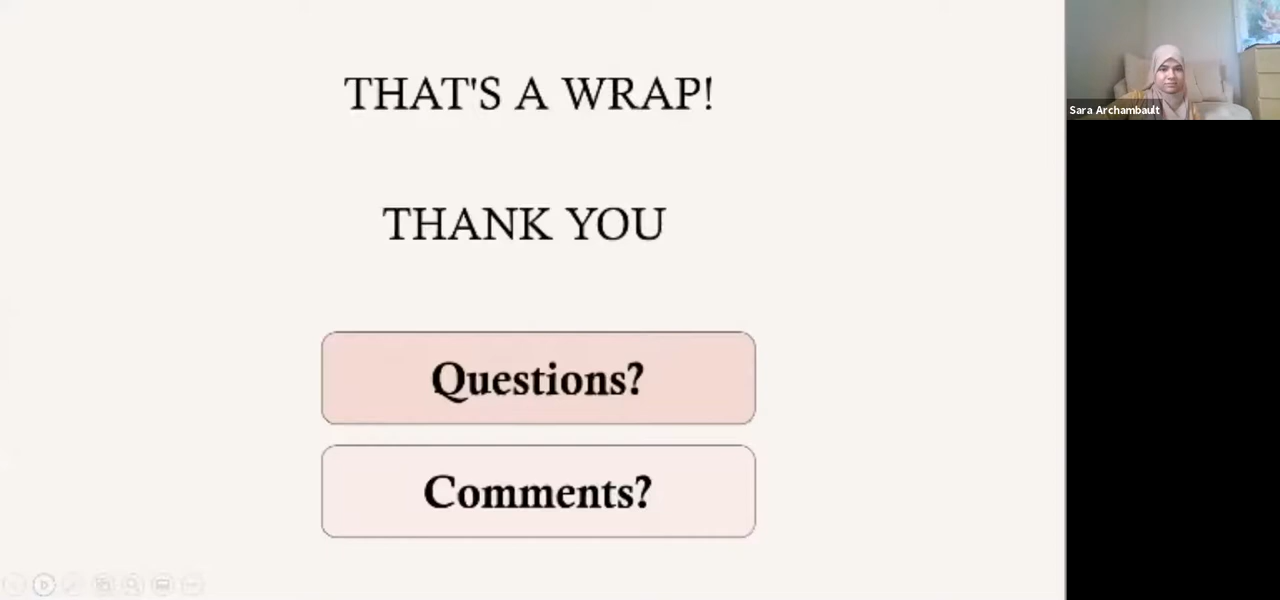 THAT'S A WRAP!
THANK YOU
Questions?
Comments?
Sara Archambault